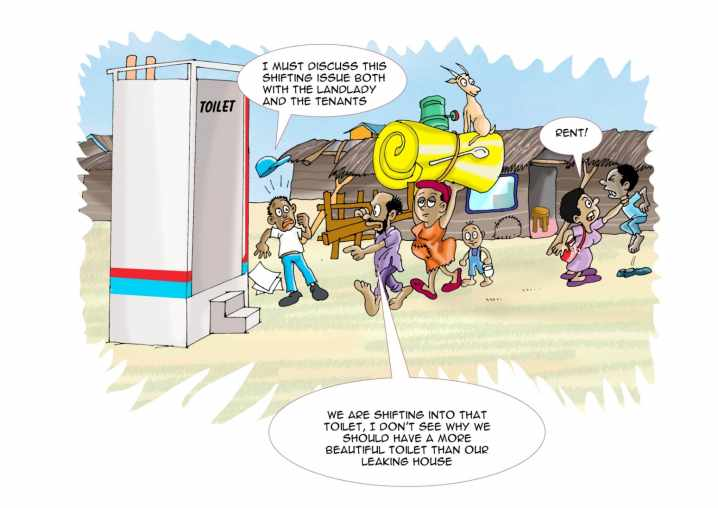 I MUST DISCUSS THIS
SHIFTING ISSUE BOTH
WITH THE LANDLADY
AND THE TENANTS
TOILET
RENT!
WE ARE SHIFTING INTO THAT
TOILET, I DON'T SEE WHY WE
SHOULD HAVE A MORE
BEAUTIFUL TOILET THAN OUR
LEAKING HOUSE